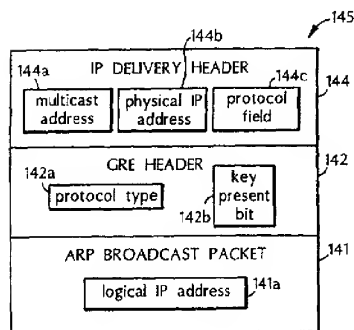 145
144b
144a
IP DELIVERY HEADER
144c
144
multicast address
physical IP address
protocol field
GRE HEADER
142
142a
protocol type
key present bit
142b
ARP BROADCAST PACKET
141
logical IP address
141a